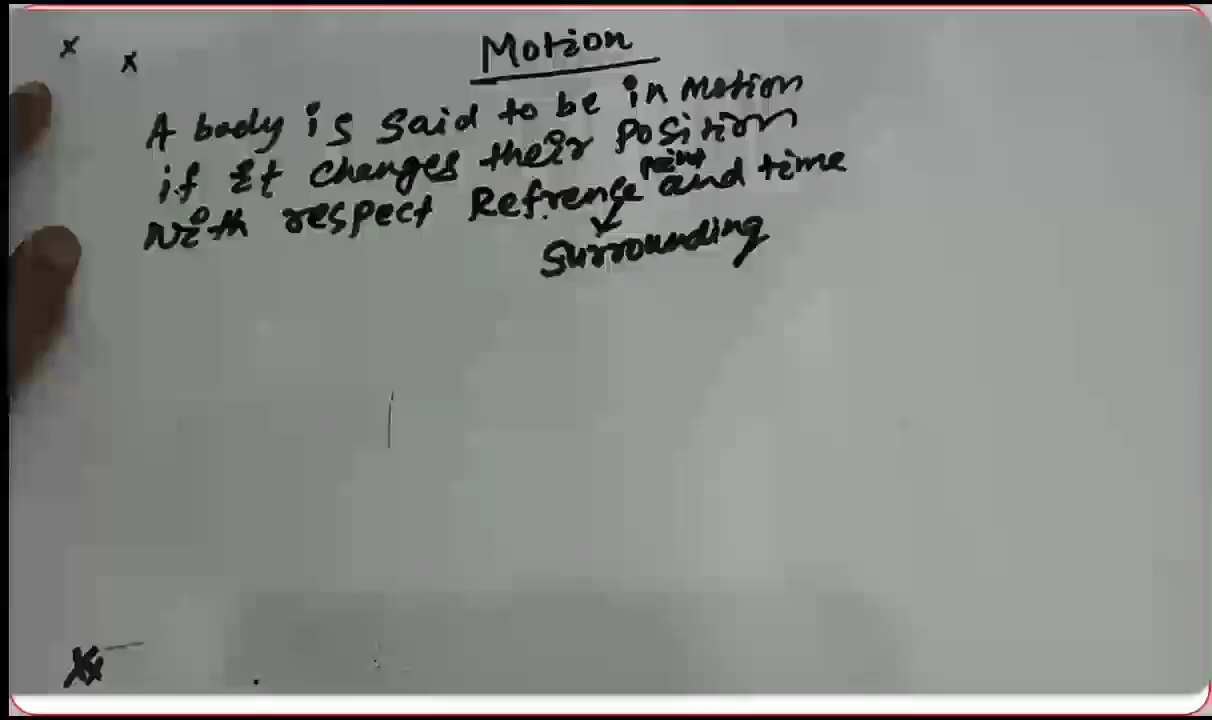 x x
Motion
A body is said to be in motion
if it changes their position
with respect Refrence point and time
Surrounding